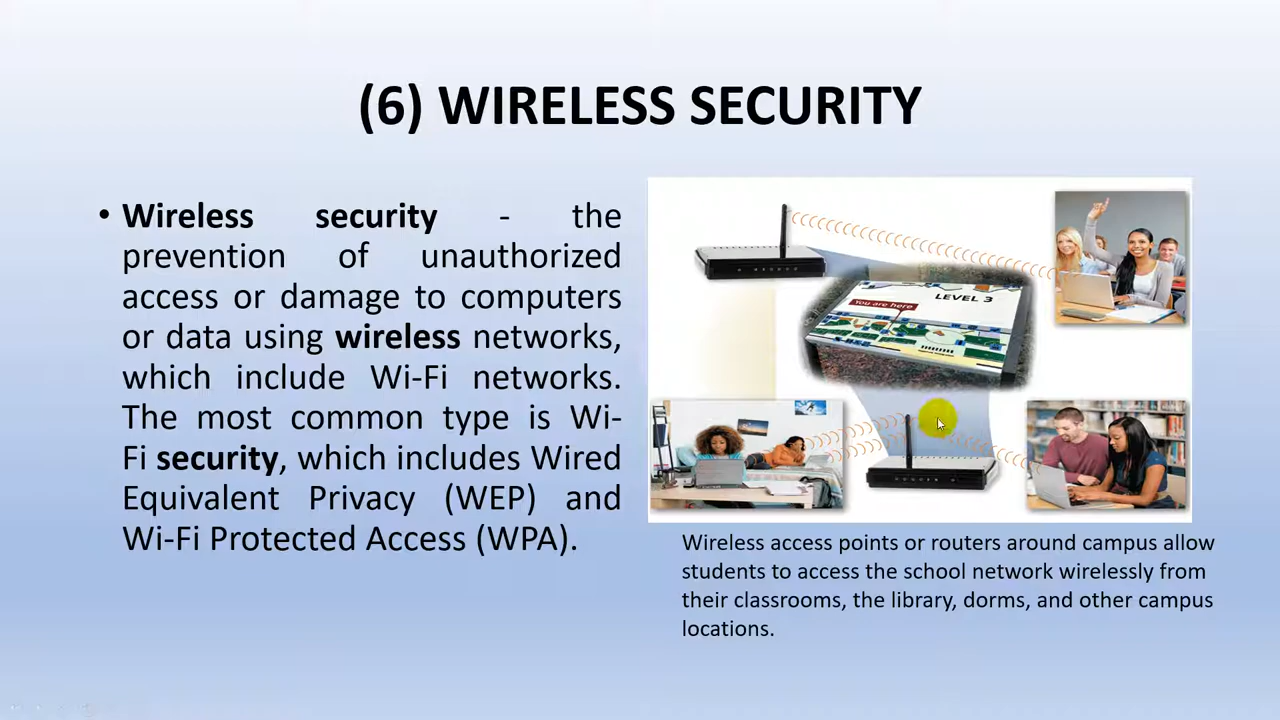 (6) WIRELESS SECURITY
• Wireless security - the
prevention of unauthorized
access or damage to computers
or data using wireless networks,
which include Wi-Fi networks.
The most common type is Wi-
Fi security, which includes Wired
Equivalent Privacy (WEP) and
Wi-Fi Protected Access (WPA).
LEVEL 3
You are here
Wireless access points or routers around campus allow
students to access the school network wirelessly from
their classrooms, the library, dorms, and other campus
locations.